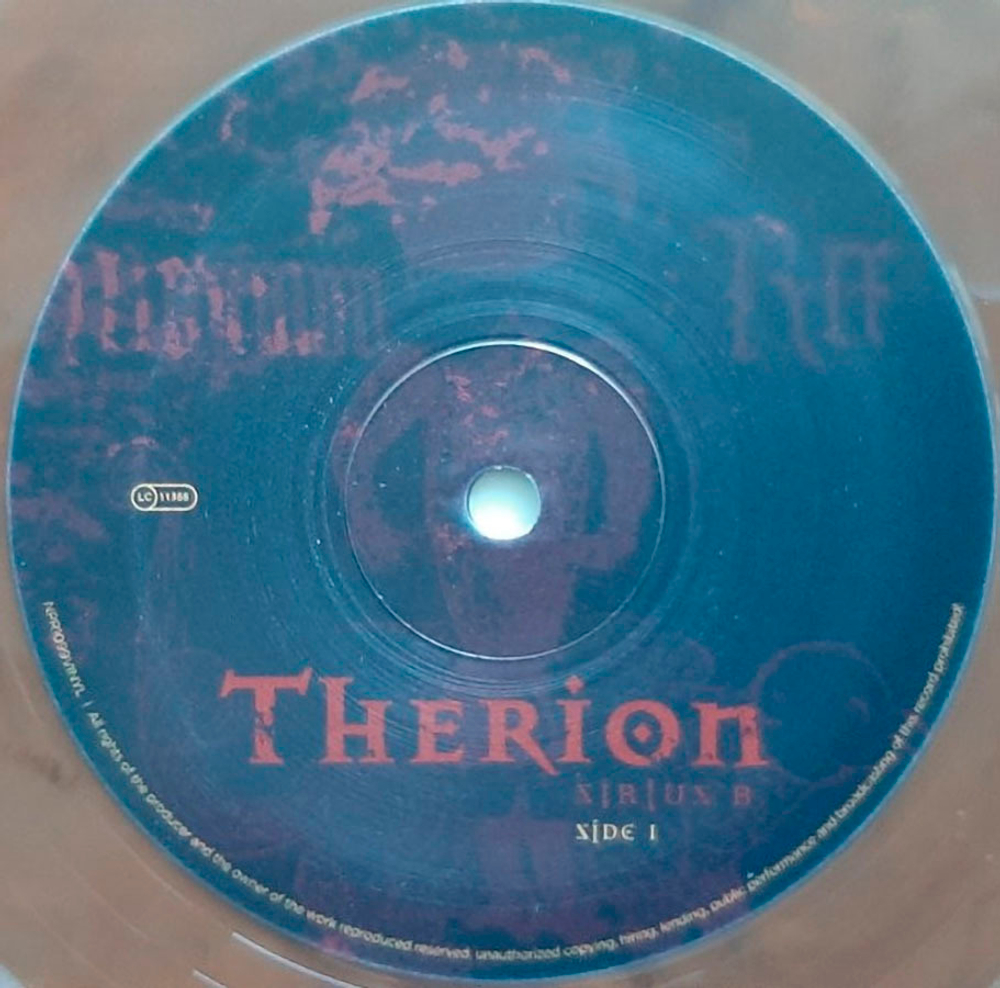 LC 11388
Therion
SIRIUS B
SIDE 1
NPR1099VINYL | All rights of the producer and the owner of the work reproduced reserved. unauthorized copying, hiring, lending, public performance and broadcasting of this record prohibited!